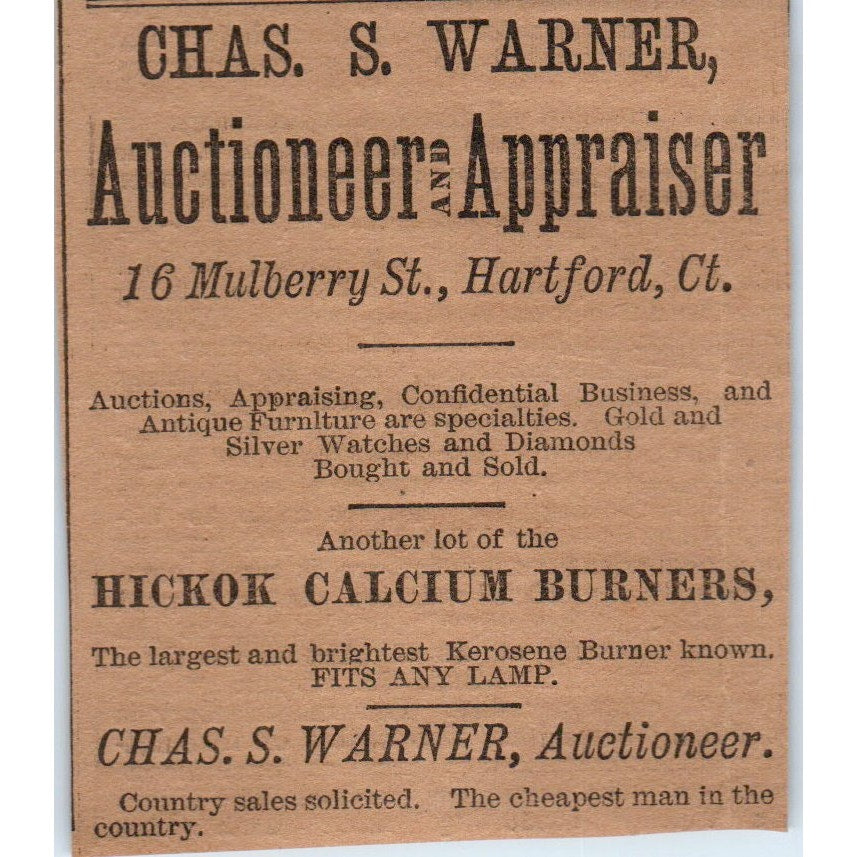 CHAS. S. WARNER,
Auctioneer AND Appraiser
16 Mulberry St., Hartford, Ct.
Auctions, Appraising, Confidential Business, and
Antique Furnlture are specialties. Gold and
Silver Watches and Diamonds
Bought and Sold.
Another lot of the
HICKOK CALCIUM BURNERS,
The largest and brightest Kerosene Burner known.
FITS ANY LAMP.
CHAS. S. WARNER, Auctioneer.
Country sales solicited. The cheapest man in the
country.